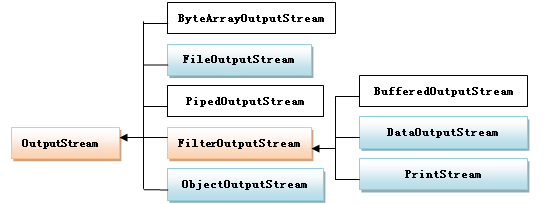 ByteArrayOutputStream
FileOutputStream
PipedOutputStream
BufferedOutputStream
DataOutputStream
OutputStream
FilterOutputStream
PrintStream
ObjectOutputStream